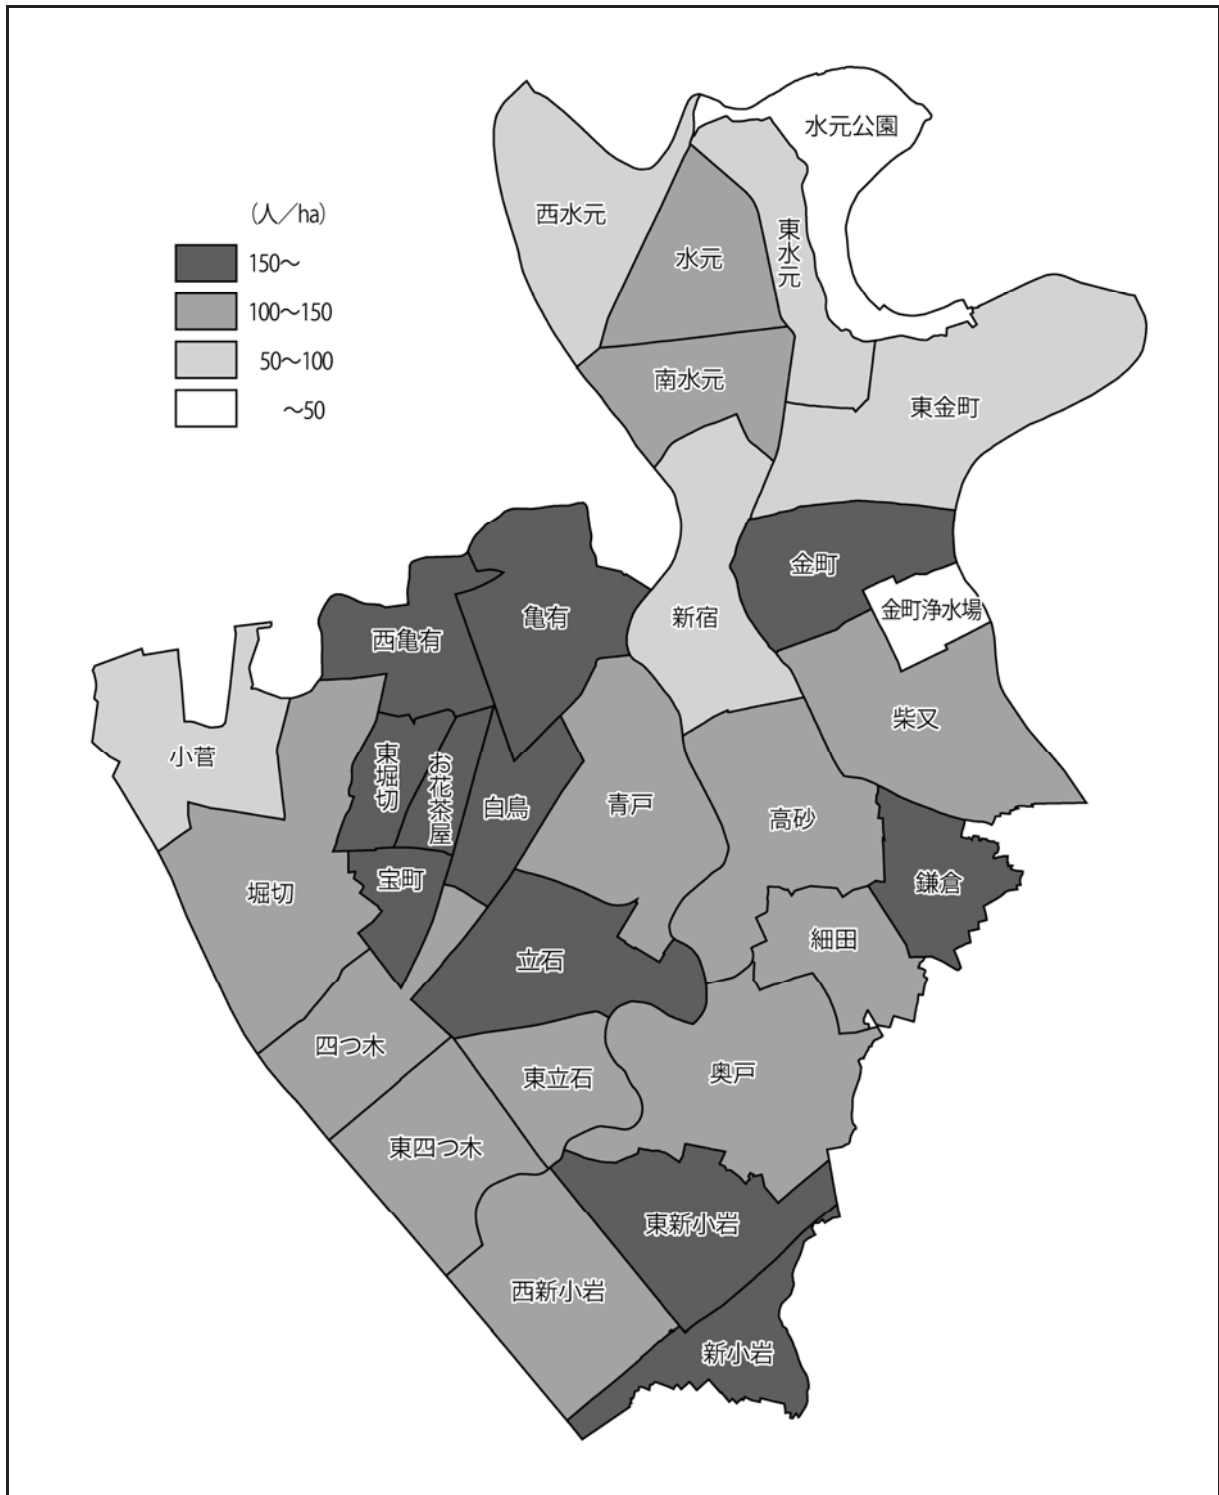 水元公園
西水元
(人／ha)
東水元
水元
150～
100～150
50～100
南水元
～50
東金町
金町
金町浄水場
亀有
新宿
西亀有
柴又
小菅
東堀切
お花茶屋
白鳥
青戸
高砂
宝町
鎌倉
堀切
細田
立石
四つ木
奥戸
東立石
東四つ木
東新小岩
西新小岩
新小岩